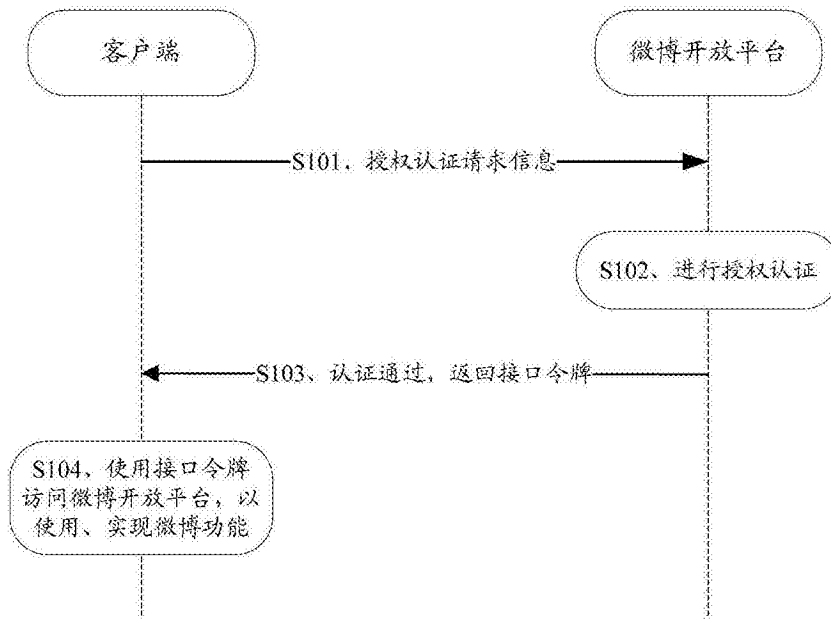 客户端
微博开放平台
S101、授权认证请求信息
S102、进行授权认证
S103、认证通过，返回接口令牌
S104、使用接口令牌
访问微博开放平台，以
使用、实现微博功能